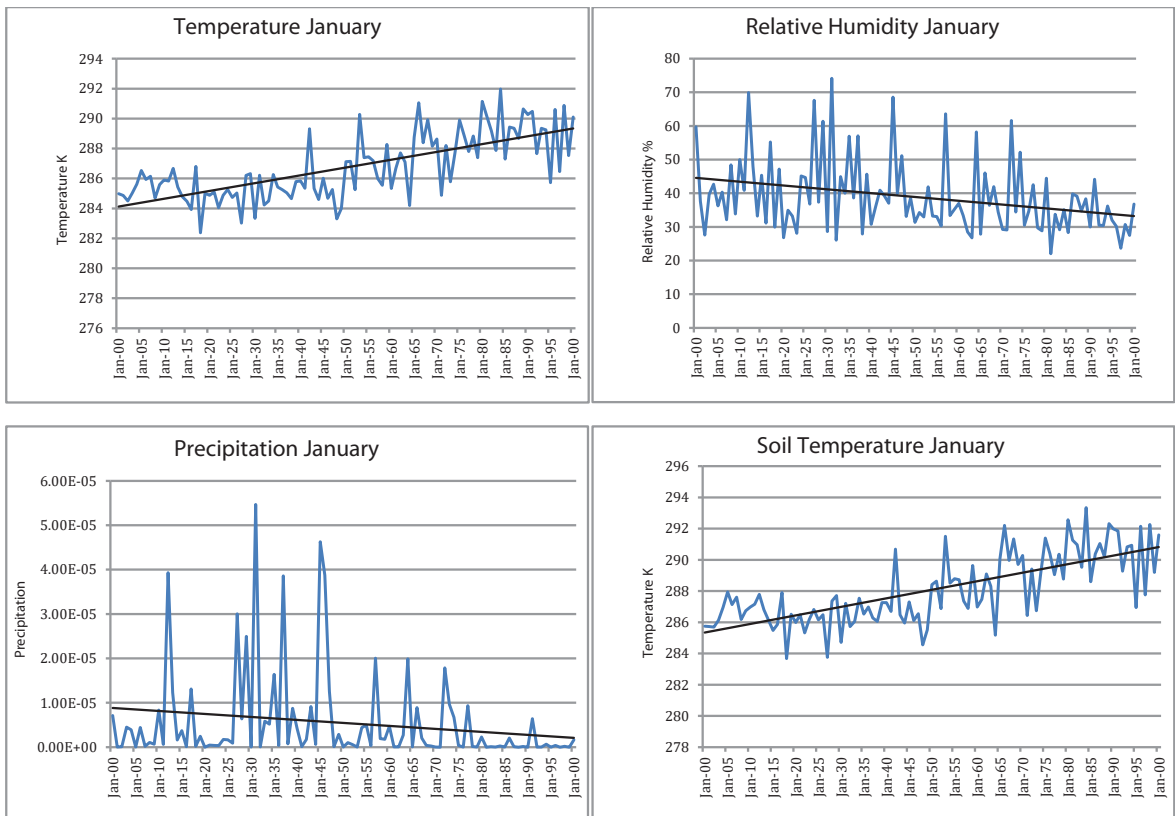 Temperature January
Temperature K
294
292
290
288
286
284
282
280
278
276
Jan-00
Jan-05
Jan-10
Jan-15
Jan-20
Jan-25
Jan-30
Jan-35
Jan-40
Jan-45
Jan-50
Jan-55
Jan-60
Jan-65
Jan-70
Jan-75
Jan-80
Jan-85
Jan-90
Jan-95
Jan-00
Relative Humidity January
Relative Humidity %
80
70
60
50
40
30
20
10
0
Jan-00
Jan-05
Jan-10
Jan-15
Jan-20
Jan-25
Jan-30
Jan-35
Jan-40
Jan-45
Jan-50
Jan-55
Jan-60
Jan-65
Jan-70
Jan-75
Jan-80
Jan-85
Jan-90
Jan-95
Jan-00
Precipitation January
Precipitation
6.00E-05
5.00E-05
4.00E-05
3.00E-05
2.00E-05
1.00E-05
0.00E+00
Jan-00
Jan-05
Jan-10
Jan-15
Jan-20
Jan-25
Jan-30
Jan-35
Jan-40
Jan-45
Jan-50
Jan-55
Jan-60
Jan-65
Jan-70
Jan-75
Jan-80
Jan-85
Jan-90
Jan-95
Jan-00
Soil Temperature January
Temperature K
296
294
292
290
288
286
284
282
280
278
Jan-00
Jan-05
Jan-10
Jan-15
Jan-20
Jan-25
Jan-30
Jan-35
Jan-40
Jan-45
Jan-50
Jan-55
Jan-60
Jan-65
Jan-70
Jan-75
Jan-80
Jan-85
Jan-90
Jan-95
Jan-00